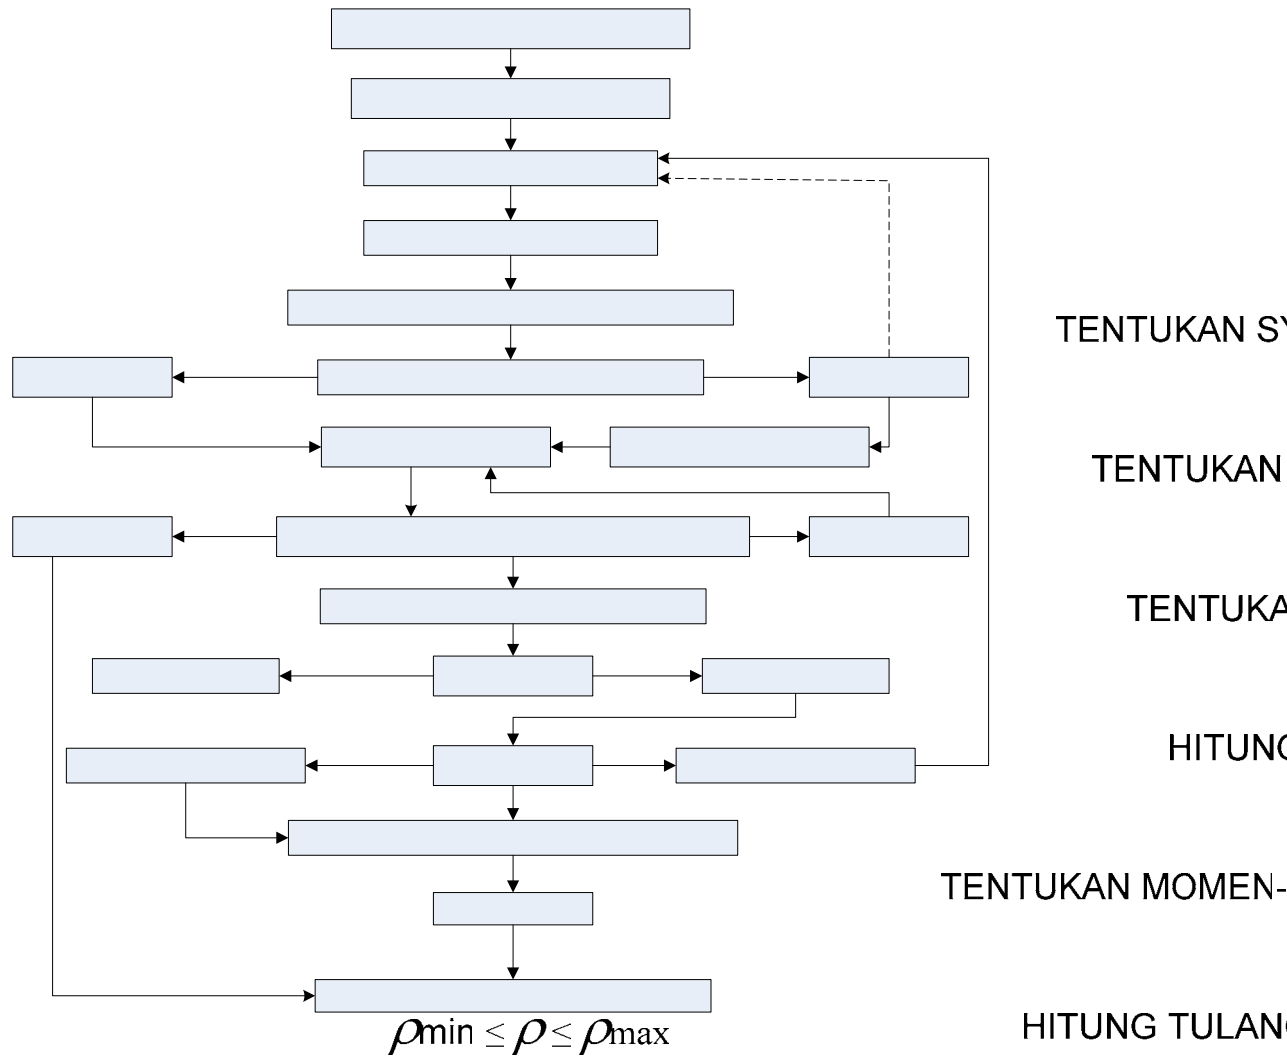 TENTUKAN SY
TENTUKAN
TENTUKA
HITUNG
TENTUKAN MOMEN-
ρmin ≤ ρ ≤ ρmax
HITUNG TULANG